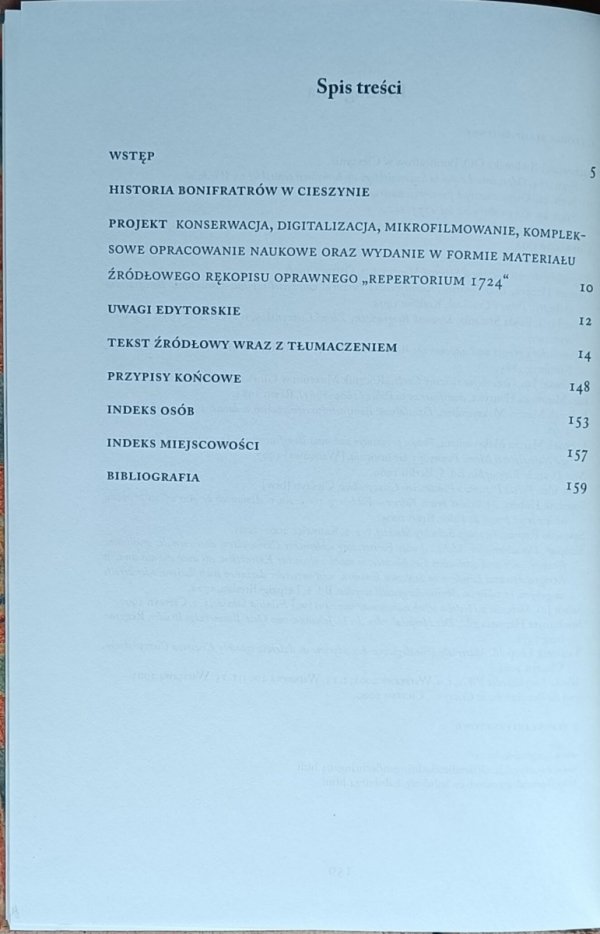 Spis treści
WSTĘP 5
HISTORIA BONIFRATRÓW W CIESZYNIE
PROJEKT KONSERWACJA, DIGITALIZACJA, MIKROFILMOWANIE, KOMPLEK-
SOWE OPRACOWANIE NAUKOWE ORAZ WYDANIE W FORMIE MATERIAŁU
ŹRÓDŁOWEGO RĘKOPISU OPRAWNEGO „REPERTORIUM 1724“ 10
UWAGI EDYTORSKIE 12
TEKST ŹRÓDŁOWY WRAZ Z TŁUMACZENIEM 14
PRZYPISY KOŃCOWE 148
INDEKS OSÓB 153
INDEKS MIEJSCOWOŚCI 157
BIBLIOGRAFIA 159